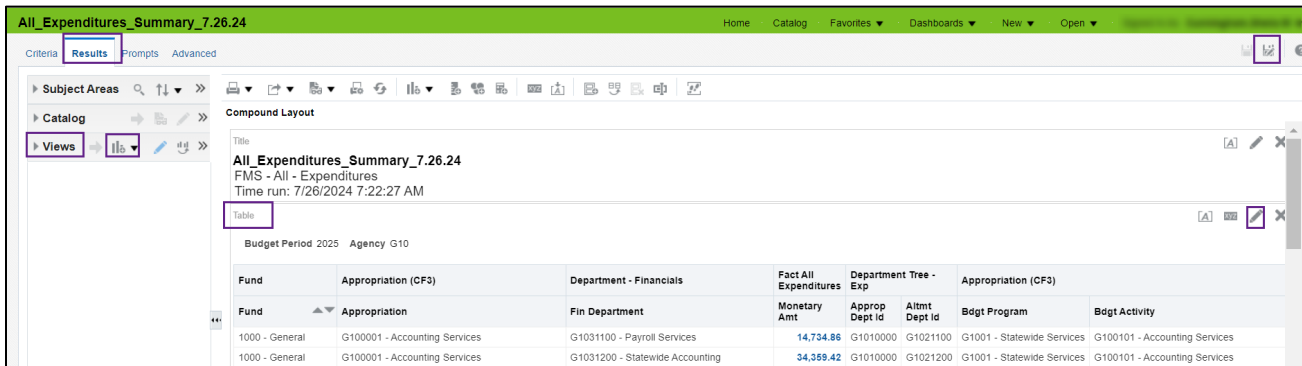 All_Expenditures_Summary_7.26.24
Home Catalog Favorites Dashboards New Open
Criteria Results Prompts Advanced
Subject Areas
Catalog
Views
Compound Layout
Title
All_Expenditures_Summary_7.26.24
FMS - All - Expenditures
Time run: 7/26/2024 7:22:27 AM
Table
Budget Period 2025 Agency G10
Fund Appropriation (CF3) Department - Financials Fact All Expenditures Department Tree - Exp Appropriation (CF3)
Fund Appropriation Fin Department Monetary Amt Approp Dept Id Altmt Dept Id Bdgt Program Bdgt Activity
1000 - General G100001 - Accounting Services G1031100 - Payroll Services 14,734.86 G1010000 G1021100 G1001 - Statewide Services G100101 - Accounting Services
1000 - General G100001 - Accounting Services G1031200 - Statewide Accounting 34,359.42 G1010000 G1021200 G1001 - Statewide Services G100101 - Accounting Services